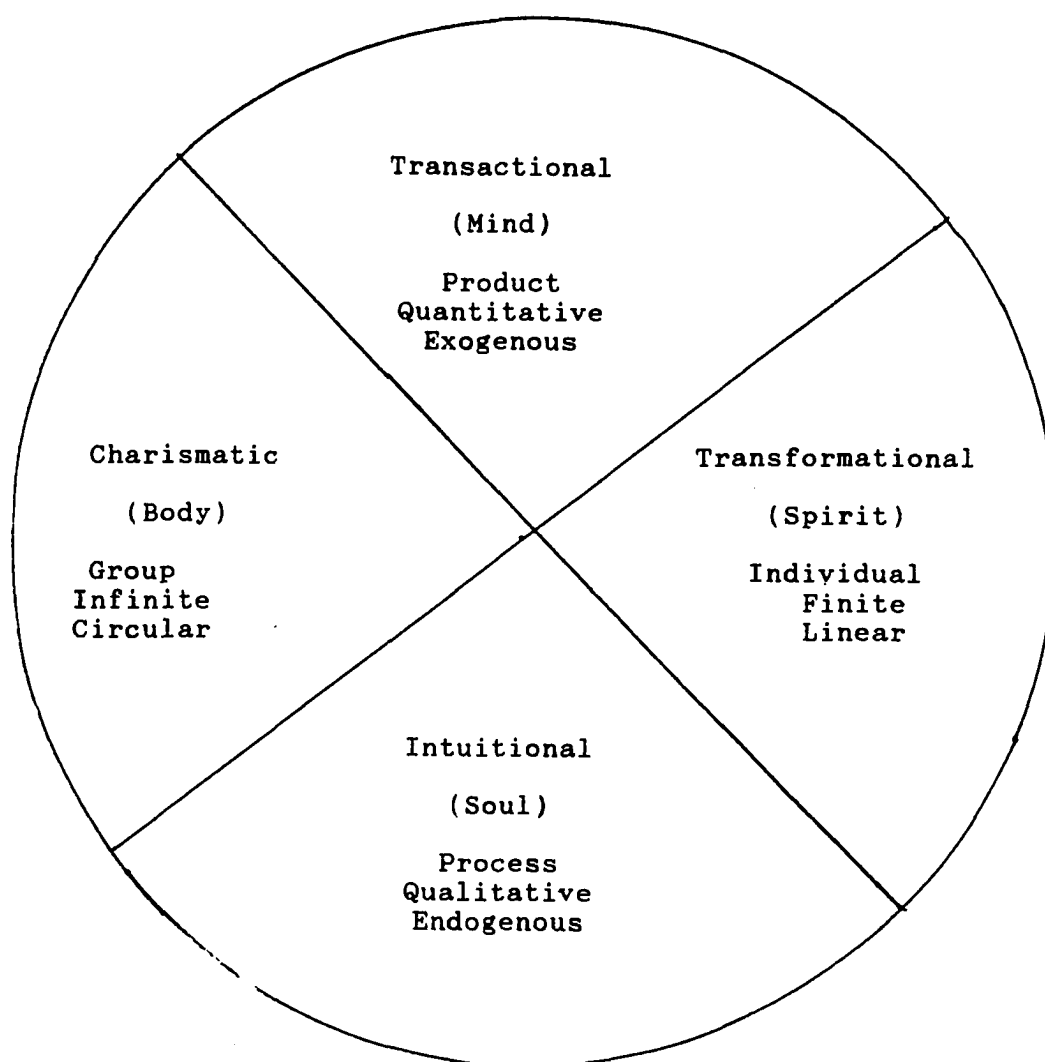 Transactional
(Mind)
Product
Quantitative
Exogenous
Charismatic
(Body)
Group
Infinite
Circular
Transformational
(Spirit)
Individual
Finite
Linear
Intuitional
(Soul)
Process
Qualitative
Endogenous